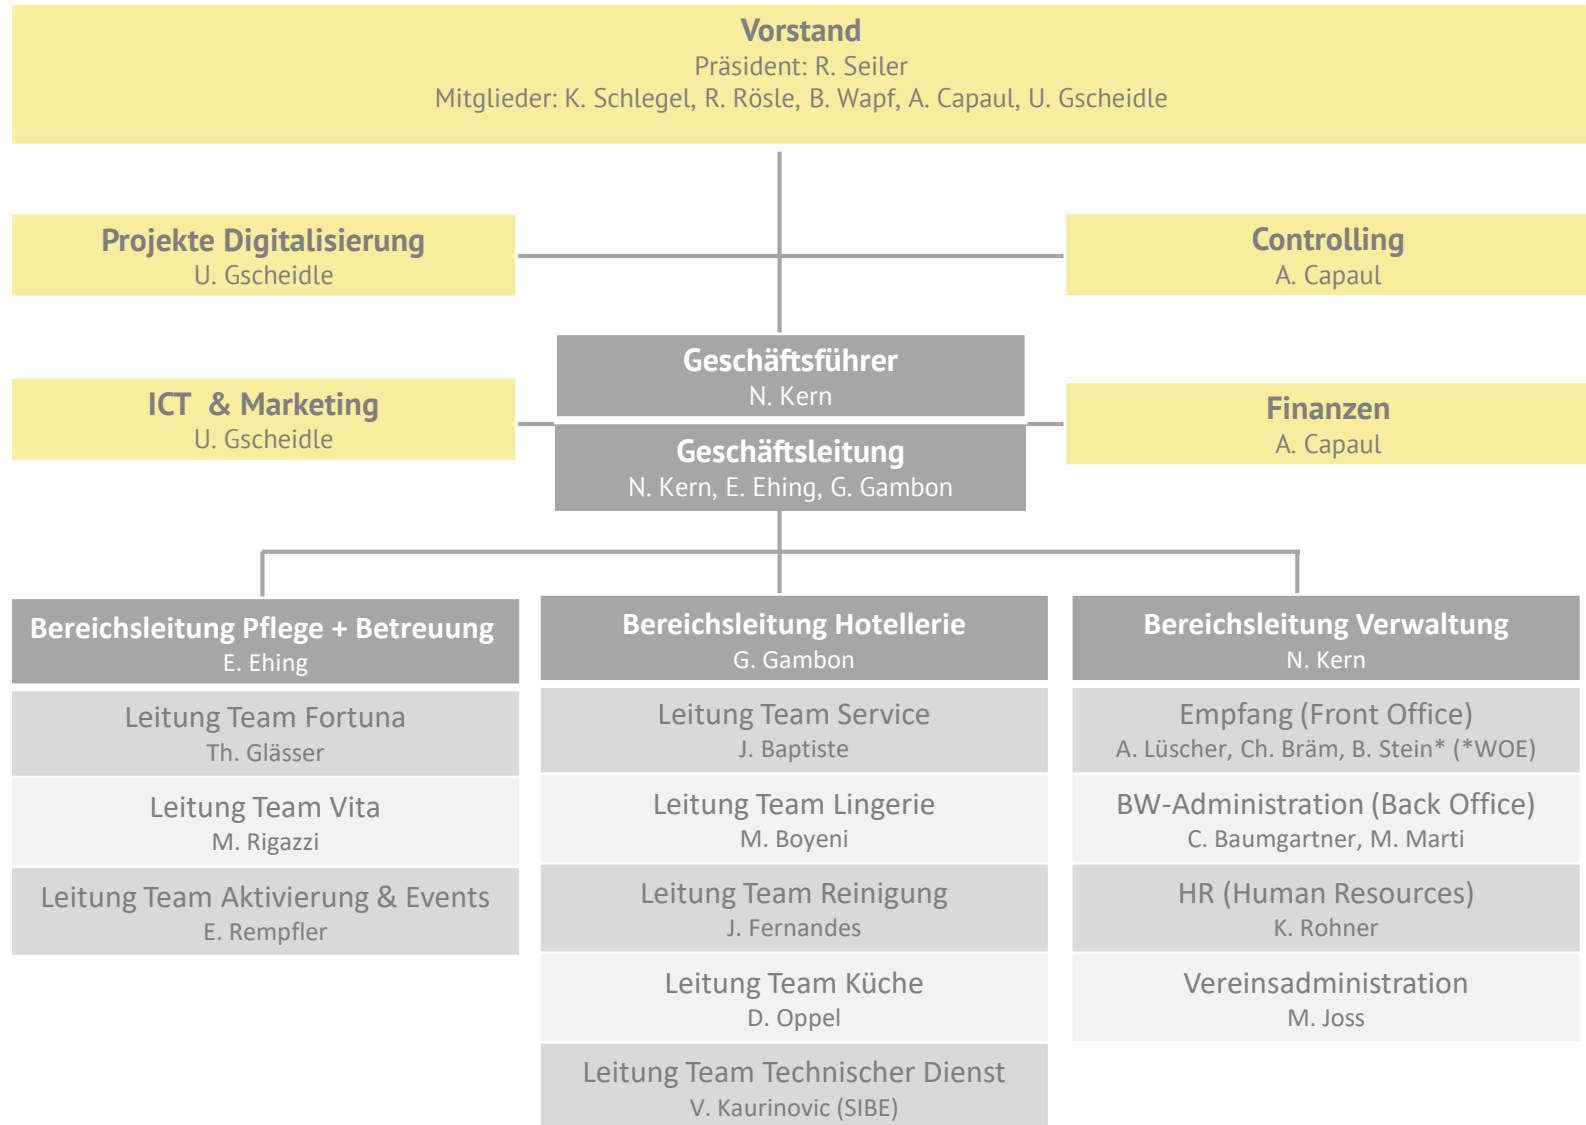 Vorstand
Präsident: R. Seiler
Mitglieder: K. Schlegel, R. Rösle, B. Wapf, A. Capaul, U. Gscheidle
Projekte Digitalisierung
U. Gscheidle
Controlling
A. Capaul
Geschäftsführer
N. Kern
ICT & Marketing
U. Gscheidle
Finanzen
A. Capaul
Geschäftsleitung
N. Kern, E. Ehing, G. Gambon
Bereichsleitung Pflege + Betreuung
E. Ehing
Leitung Team Fortuna
Th. Glässer
Leitung Team Vita
M. Rigazzi
Leitung Team Aktivierung & Events
E. Rempfler
Bereichsleitung Hotellerie
G. Gambon
Leitung Team Service
J. Baptiste
Leitung Team Lingerie
M. Boyeni
Leitung Team Reinigung
J. Fernandes
Leitung Team Küche
D. Oppel
Leitung Team Technischer Dienst
V. Kaurinovic (SIBE)
Bereichsleitung Verwaltung
N. Kern
Empfang (Front Office)
A. Lüscher, Ch. Bräm, B. Stein* (*WOE)
BW-Administration (Back Office)
C. Baumgartner, M. Marti
HR (Human Resources)
K. Rohner
Vereinsadministration
M. Joss